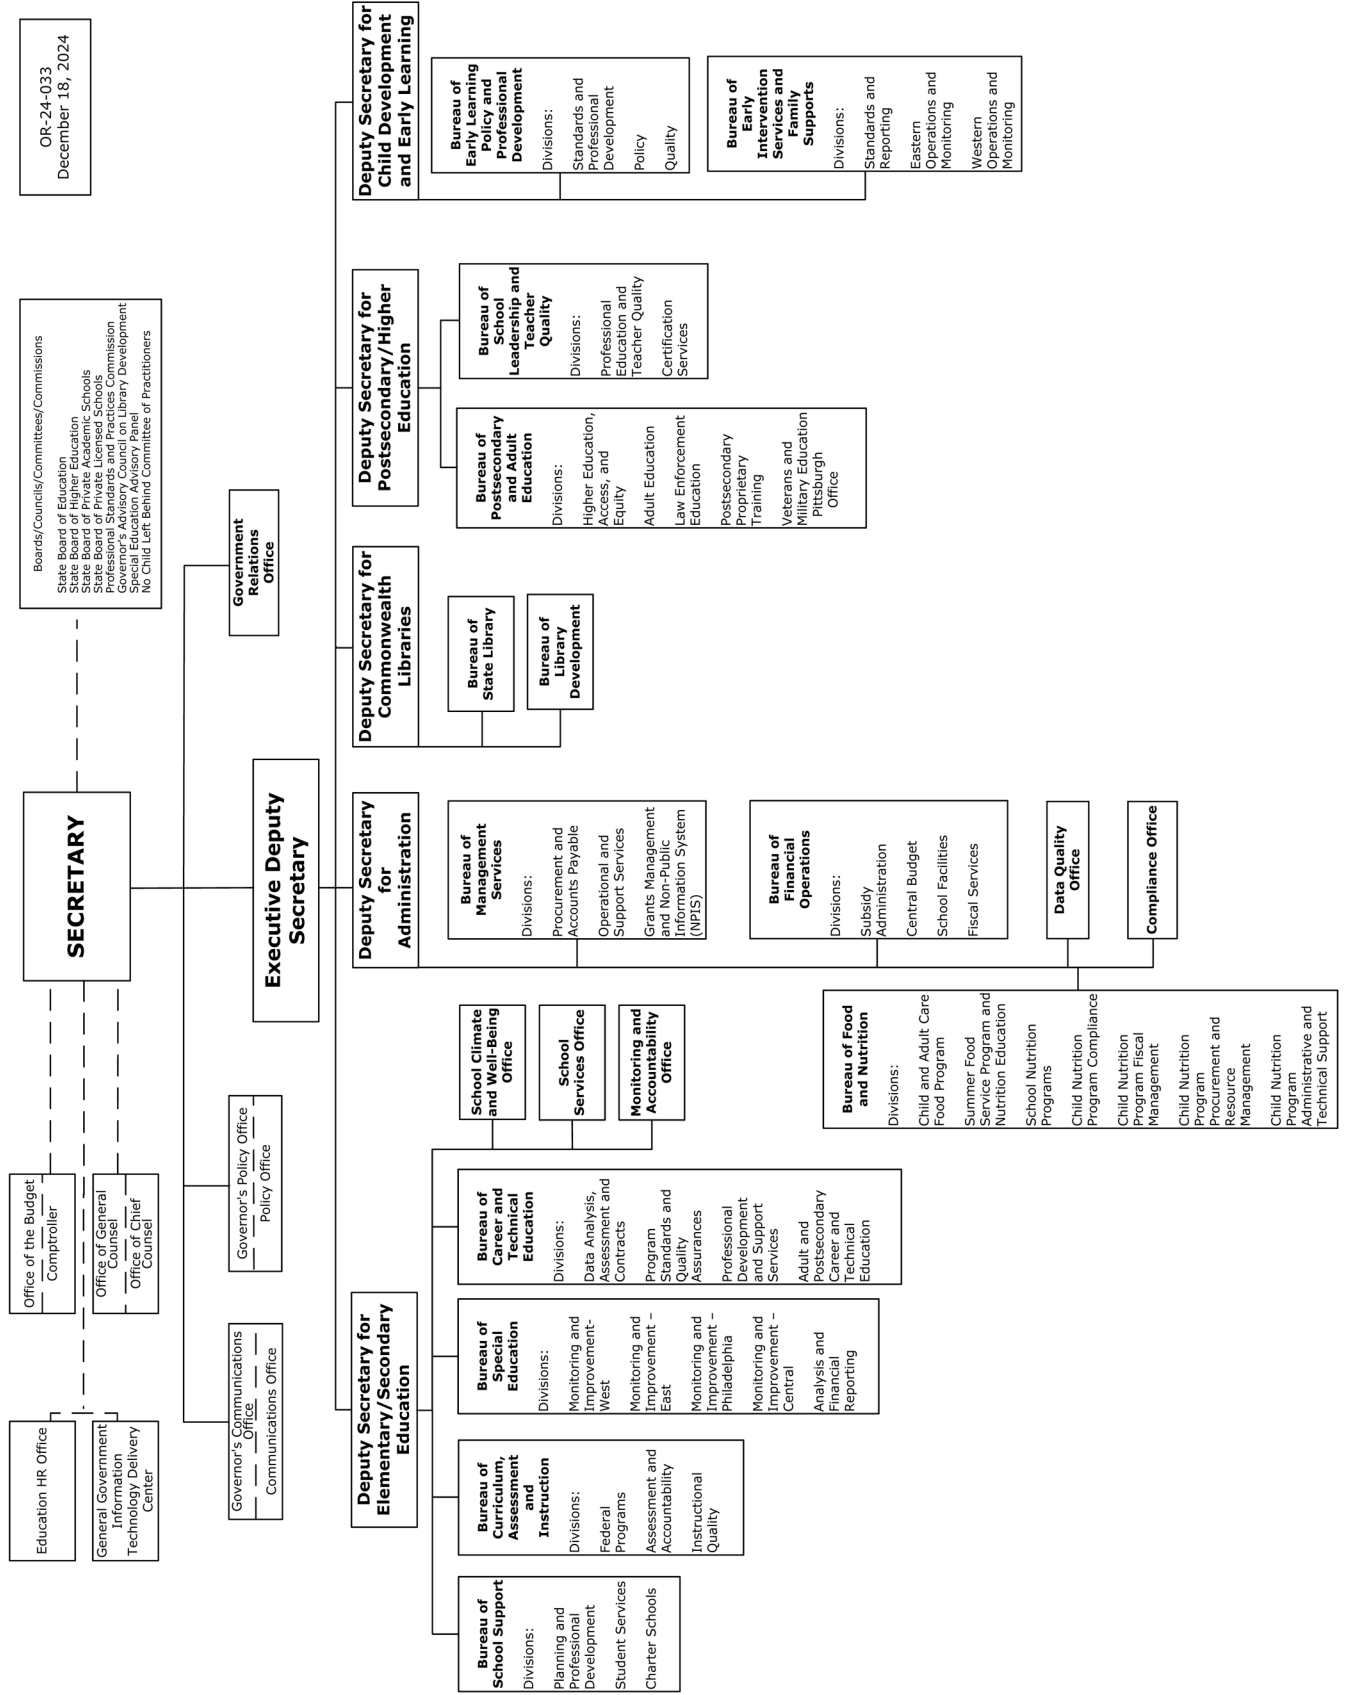 OR-24-033
December 18, 2024
SECRETARY
Boards/Councils/Committees/Commissions
State Board of Education
State Board of Higher Education
State Board of Private Academic Schools
State Board of Private Licensed Schools
Professional Standards and Practices Commission
Governor's Advisory Council on Library Development
Special Education Advisory Panel
No Child Left Behind Committee of Practitioners
Education HR Office
General Government
Information
Technology Delivery
Center
Office of the Budget
Comptroller
Office of General
Counsel
Office of Chief
Counsel
Governor's Communications
Office
Communications Office
Governor's Policy Office
Policy Office
Government
Relations
Office
Executive Deputy
Secretary
Deputy Secretary for
Elementary/Secondary
Education
Bureau of
School Support
Divisions:
Planning and
Professional
Development
Student Services
Charter Schools
Bureau of
Curriculum,
Assessment
and
Instruction
Divisions:
Federal
Programs
Assessment and
Accountability
Instructional
Quality
Bureau of
Special
Education
Divisions:
Monitoring and
Improvement-
West
Monitoring and
Improvement –
East
Monitoring and
Improvement –
Philadelphia
Monitoring and
Improvement –
Central
Analysis and
Financial
Reporting
Bureau of
Career and
Technical
Education
Divisions:
Data Analysis,
Assessment and
Contracts
Program
Standards and
Quality
Assurances
Professional
Development
and Support
Services
Adult and
Postsecondary
Career and
Technical
Education
School Climate
and Well-Being
Office
School
Services Office
Monitoring and
Accountability
Office
Deputy Secretary
for
Administration
Bureau of
Management
Services
Divisions:
Procurement and
Accounts Payable
Operational and
Support Services
Grants Management
and Non-Public
Information System
(NPIS)
Bureau of
Financial
Operations
Divisions:
Subsidy
Administration
Central Budget
School Facilities
Fiscal Services
Data Quality
Office
Compliance Office
Bureau of Food
and Nutrition
Divisions:
Child and Adult Care
Food Program
Summer Food
Service Program and
Nutrition Education
School Nutrition
Programs
Child Nutrition
Program Compliance
Child Nutrition
Program Fiscal
Management
Child Nutrition
Program
Procurement and
Resource
Management
Child Nutrition
Program
Administrative and
Technical Support
Deputy Secretary for
Commonwealth
Libraries
Bureau of
State Library
Bureau of
Library
Development
Deputy Secretary for
Postsecondary/Higher
Education
Bureau of
Postsecondary
and Adult
Education
Divisions:
Higher Education,
Access, and
Equity
Adult Education
Law Enforcement
Education
Postsecondary
Proprietary
Training
Veterans and
Military Education
Pittsburgh
Office
Bureau of
School
Leadership and
Teacher
Quality
Divisions:
Professional
Education and
Teacher Quality
Certification
Services
Deputy Secretary for
Child Development
and Early Learning
Bureau of
Early Learning
Policy and
Professional
Development
Divisions:
Standards and
Professional
Development
Policy
Quality
Bureau of
Early
Intervention
Services and
Family
Supports
Divisions:
Standards and
Reporting
Eastern
Operations and
Monitoring
Western
Operations and
Monitoring